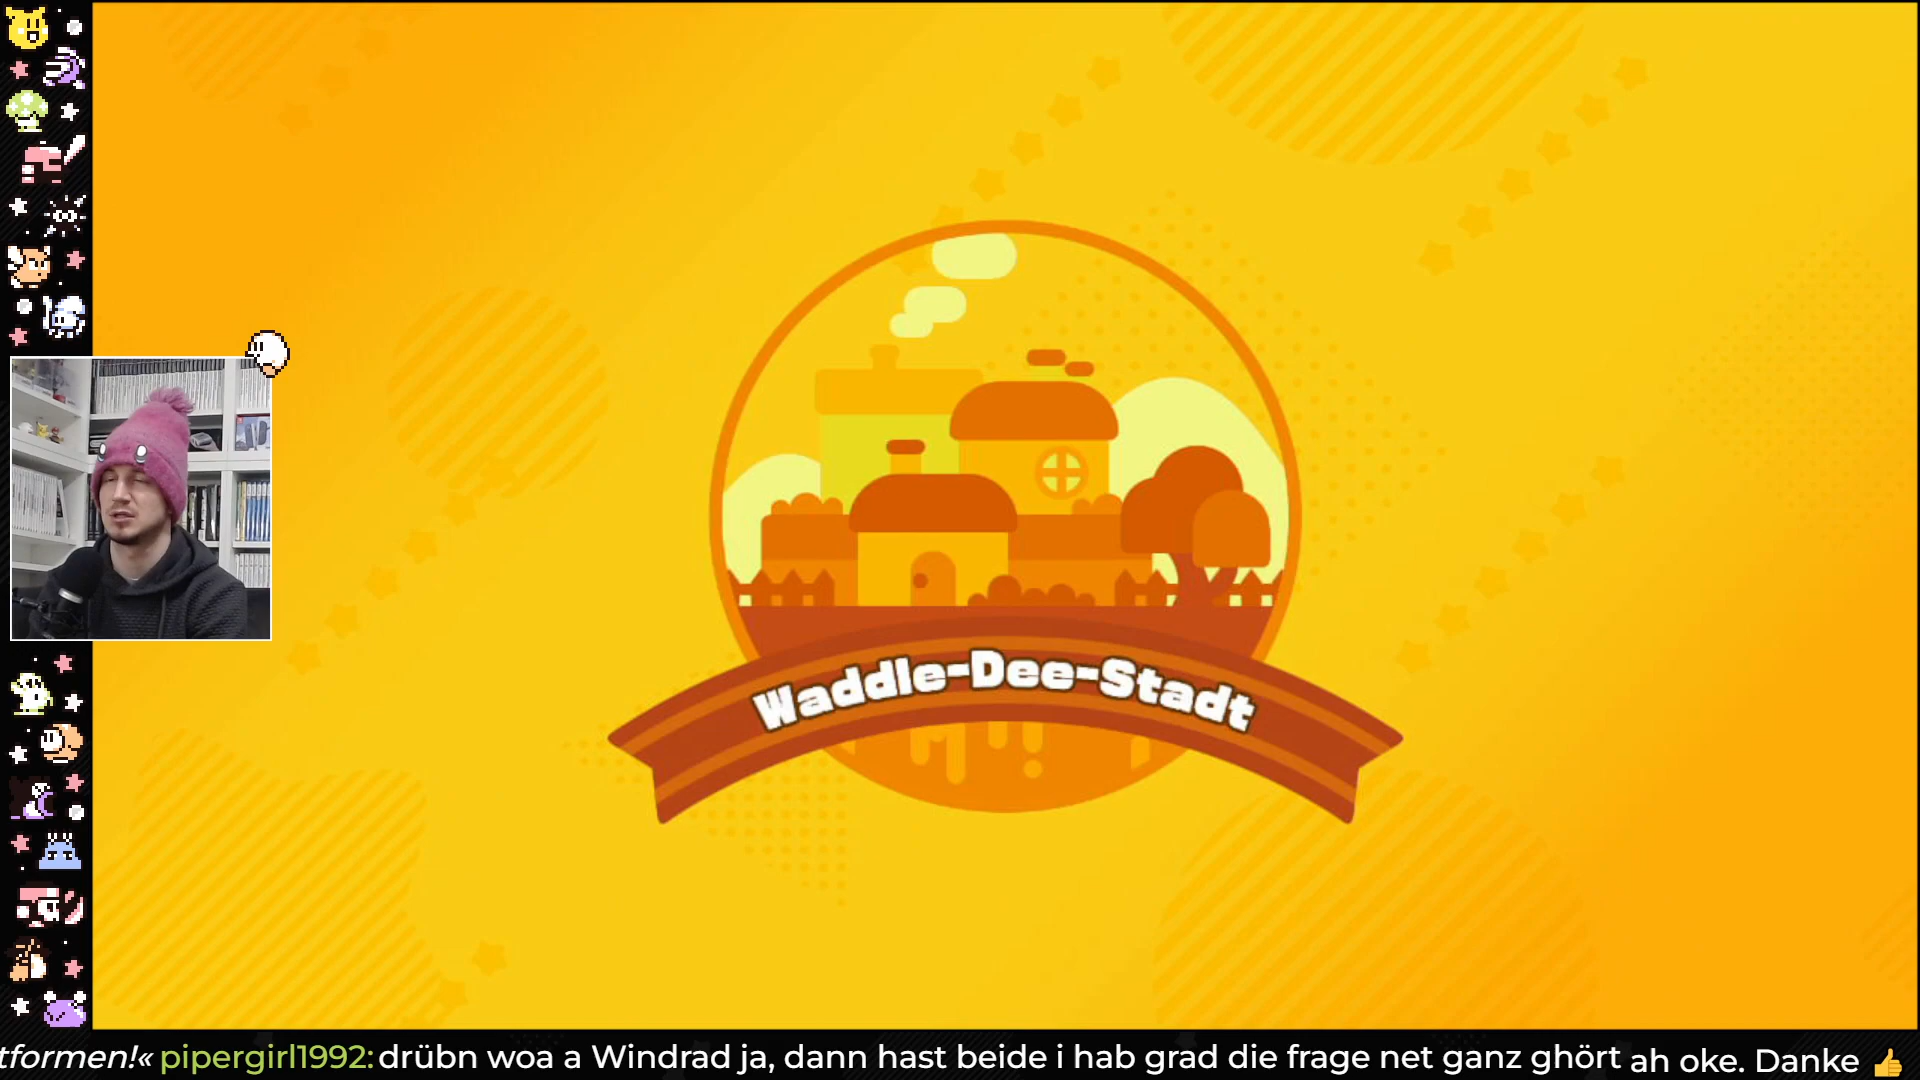 Waddle-Dee-Stadt
tformen!« pipergirl1992: drübn woa a Windrad ja, dann hast beide i hab grad die frage net ganz ghört ah oke. Danke 👍